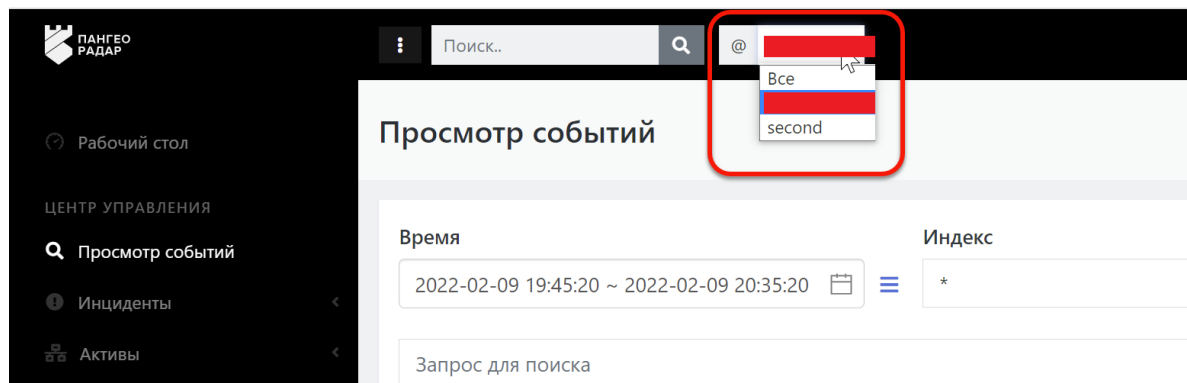 ПАНГЕО
РАДАР
Поиск..
@
Все
second
Рабочий стол
Просмотр событий
ЦЕНТР УПРАВЛЕНИЯ
Просмотр событий
Инциденты
Активы
Время
Индекс
2022-02-09 19:45:20 ~ 2022-02-09 20:35:20
*
Запрос для поиска